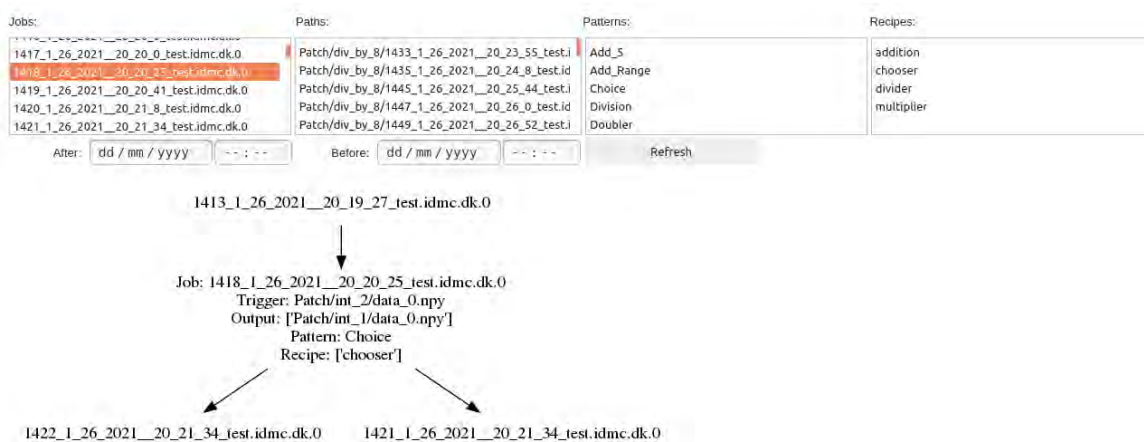 Jobs:
1417_1_26_2021__20_20_0_test.idmc.dk.0
1418_1_26_2021__20_20_25_test.idmc.dk.0
1419_1_26_2021__20_20_41_test.idmc.dk.0
1420_1_26_2021__20_21_8_test.idmc.dk.0
1421_1_26_2021__20_21_34_test.idmc.dk.0
Paths:
Patch/div_by_8/1433_1_26_2021__20_23_55_test.i
Patch/div_by_8/1435_1_26_2021__20_24_8_test.id
Patch/div_by_8/1445_1_26_2021__20_25_44_test.i
Patch/div_by_8/1447_1_26_2021__20_26_0_test.id
Patch/div_by_8/1449_1_26_2021__20_26_52_test.i
Patterns:
Add_5
Add_Range
Choice
Division
Doubler
Recipes:
addition
chooser
divider
multiplier
After: dd / mm / yyyy -- : -- Before: dd / mm / yyyy -- : -- Refresh
1413_1_26_2021__20_19_27_test.idmc.dk.0
Job: 1418_1_26_2021__20_20_25_test.idmc.dk.0
Trigger: Patch/int_2/data_0.npy
Output: ['Patch/int_1/data_0.npy']
Pattern: Choice
Recipe: ['chooser']
1422_1_26_2021__20_21_34_test.idmc.dk.0 1421_1_26_2021__20_21_34_test.idmc.dk.0